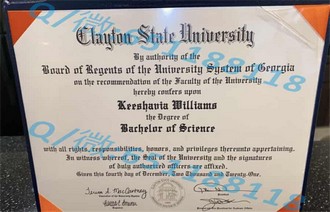 Clayton State University
By authority of the
Board of Regents of the University System of Georgia
on the recommendation of the Faculty of the University
hereby confers upon
Keeshavia Williams
the Degree of
Bachelor of Science
with all rights, responsibilities, honors, and privileges thereunto appertaining.
In witness whereof, the Seal of the University and the signatures
of duly authorized officers are affixed.
Given this fourth of December, Two Thousand and Twenty-One.